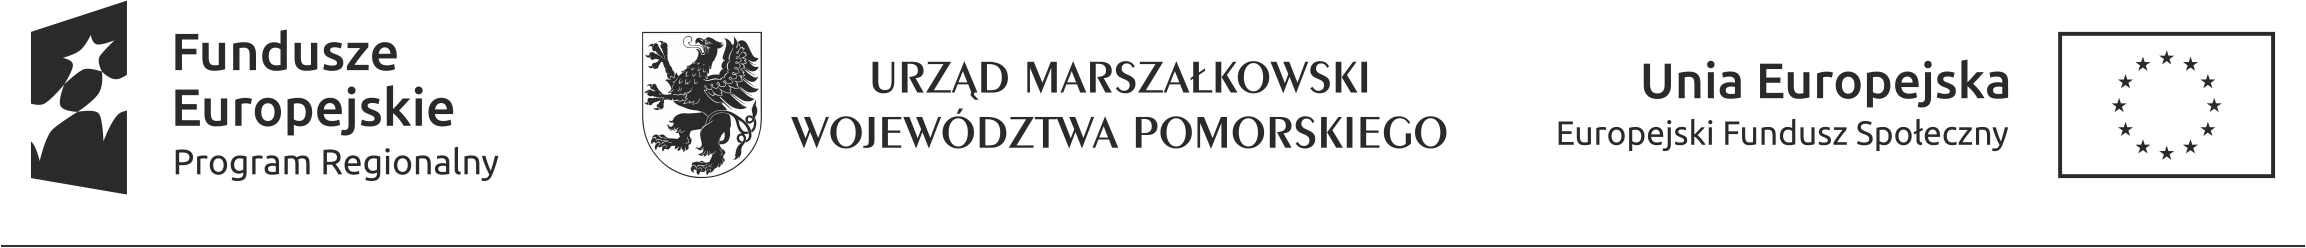 Fundusze
Europejskie
Program Regionalny
URZĄD MARSZAŁKOWSKI
WOJEWÓDZTWA POMORSKIEGO
Unia Europejska
Europejski Fundusz Społeczny